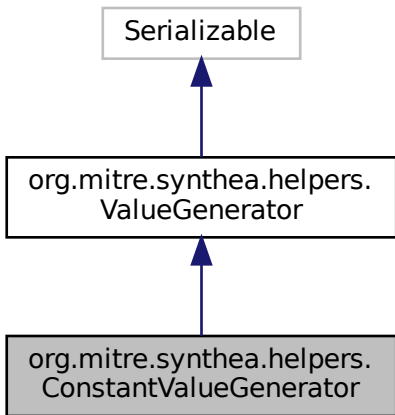 Serializable
org.mitre.synthea.helpers.
ValueGenerator
org.mitre.synthea.helpers.
ConstantValueGenerator